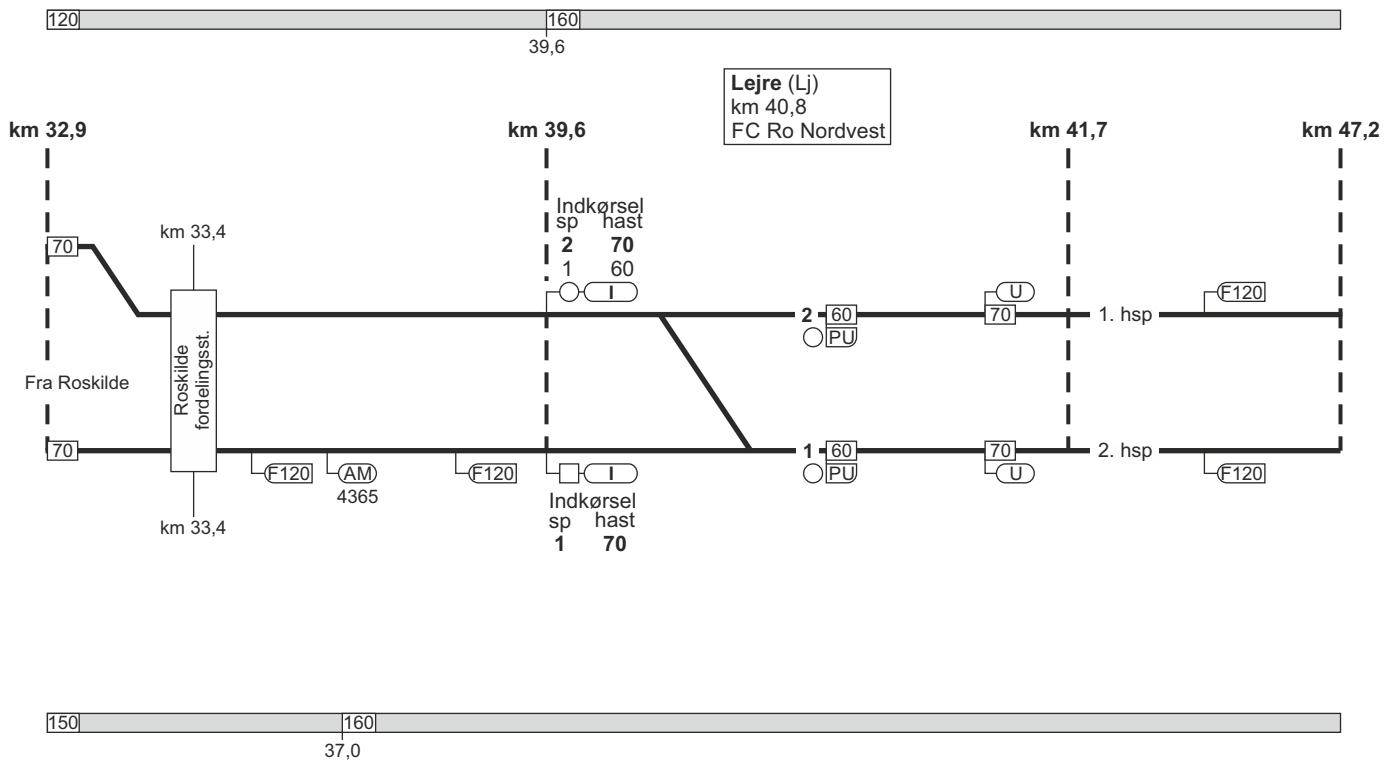 120
160
39,6
Lejre (Lj)
km 40,8
FC Ro Nordvest
km 32,9
km 39,6
km 41,7
km 47,2
Indkørsel
sp hast
2 70
1 60
km 33,4
70
I
U
F120
2
60
70
1. hsp
PU
Roskilde
fordelingsst.
Fra Roskilde
70
1
60
70
2. hsp
F120
AM
F120
I
PU
U
F120
4365
Indkørsel
sp hast
1 70
km 33,4
150
160
37,0